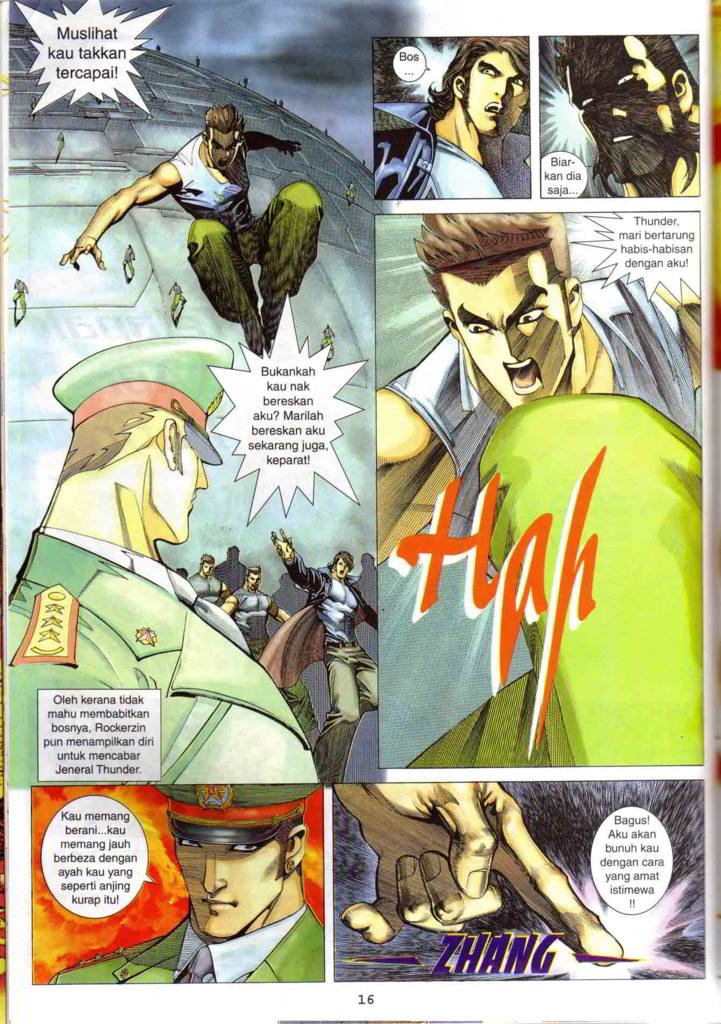 Muslihat
kau takkan
tercapai!
Bukankah
kau nak
bereskan
aku? Marilah
bereskan aku
sekarang juga,
keparat!
Oleh kerana tidak
mahu membabitkan
bosnya, Rockerzin
pun menampilkan diri
untuk mencabar
Jeneral Thunder.
Bos
...
Biar-
kan dia
saja...
Thunder,
mari bertarung
habis-habisan
dengan aku!
Hah
Kau memang
berani...kau
memang jauh
berbeza dengan
ayah kau yang
seperti anjing
kurap itu!
Bagus!
Aku akan
bunuh kau
dengan cara
yang amat
istimewa
!!
ZHANG
16